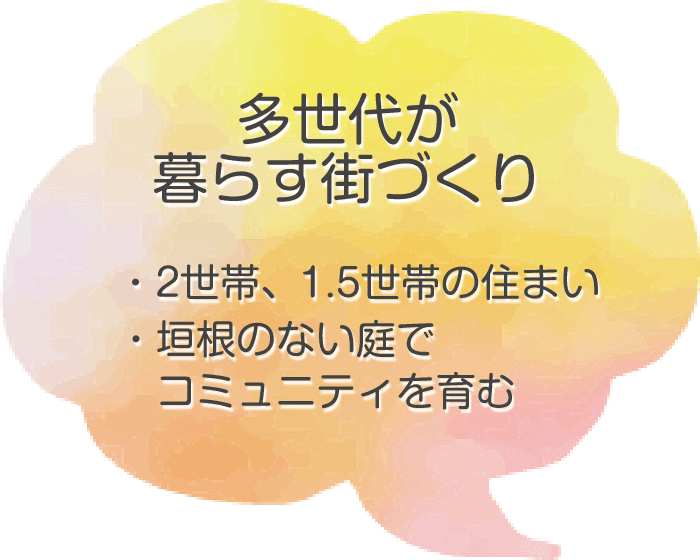 多世代が
暮らす街づくり
・2世帯、1.5世帯の住まい
・垣根のない庭で
コミュニティを育む